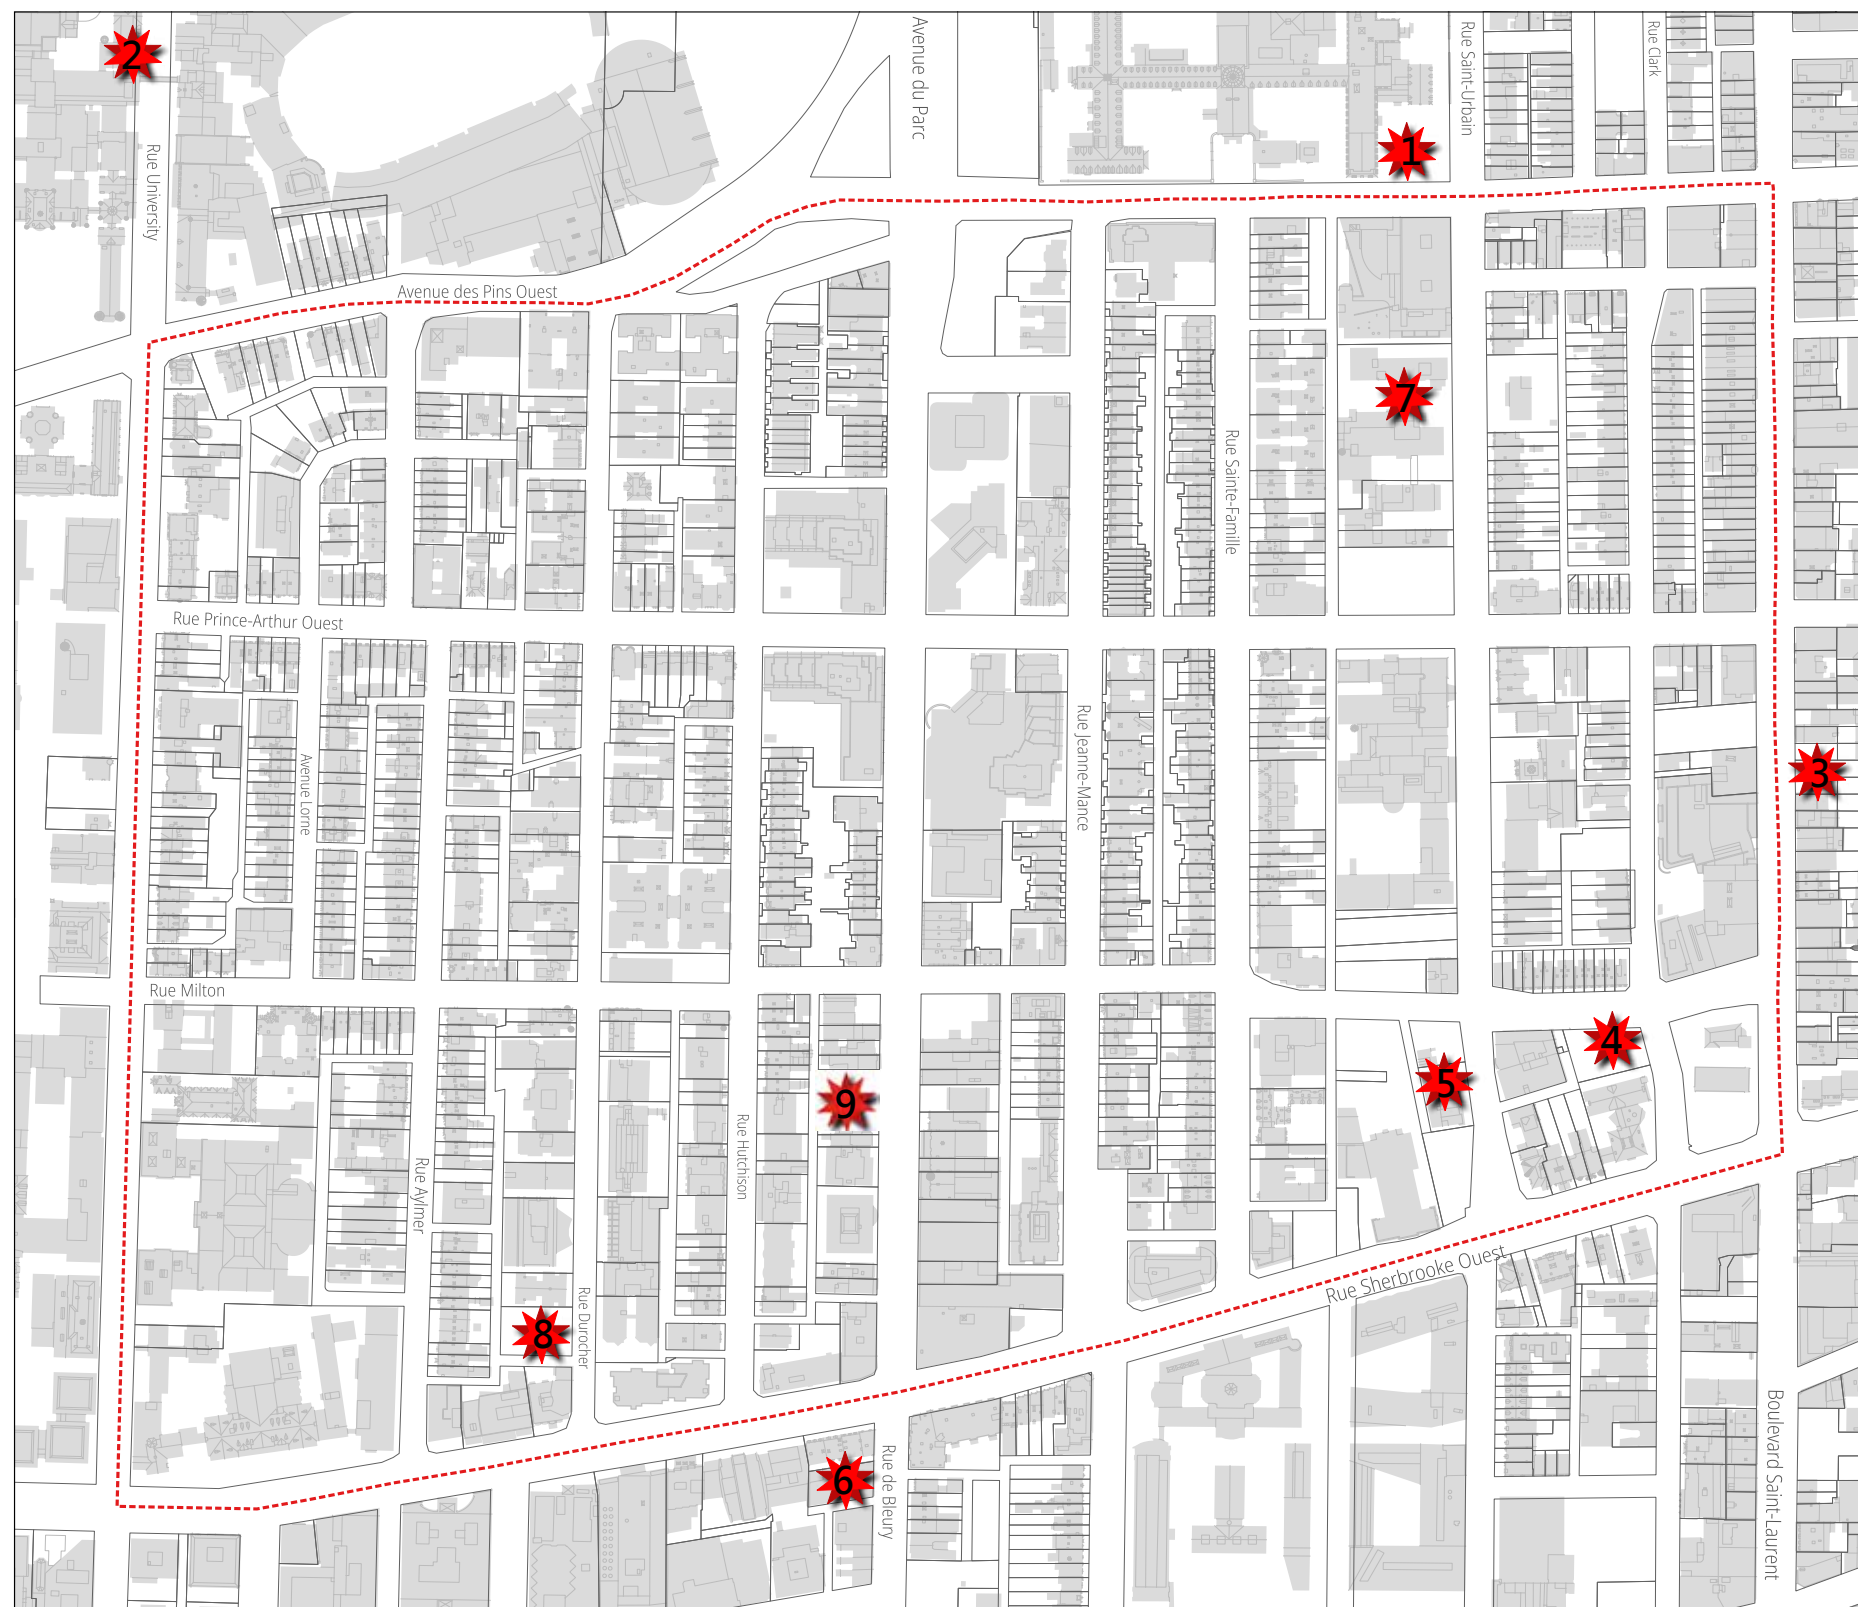 2
Avenue du Parc
Rue Saint-Urbain
Rue Clark
1
Rue University
Avenue des Pins Ouest
7
Rue Sainte-Famille
Rue Prince-Arthur Ouest
Avenue Lorne
Rue Jeanne-Mance
3
Rue Milton
4
5
9
Rue Aylmer
Rue Hutchison
Rue Durocher
8
Rue Sherbrooke Ouest
6
Rue de Bleury
Boulevard Saint-Laurent